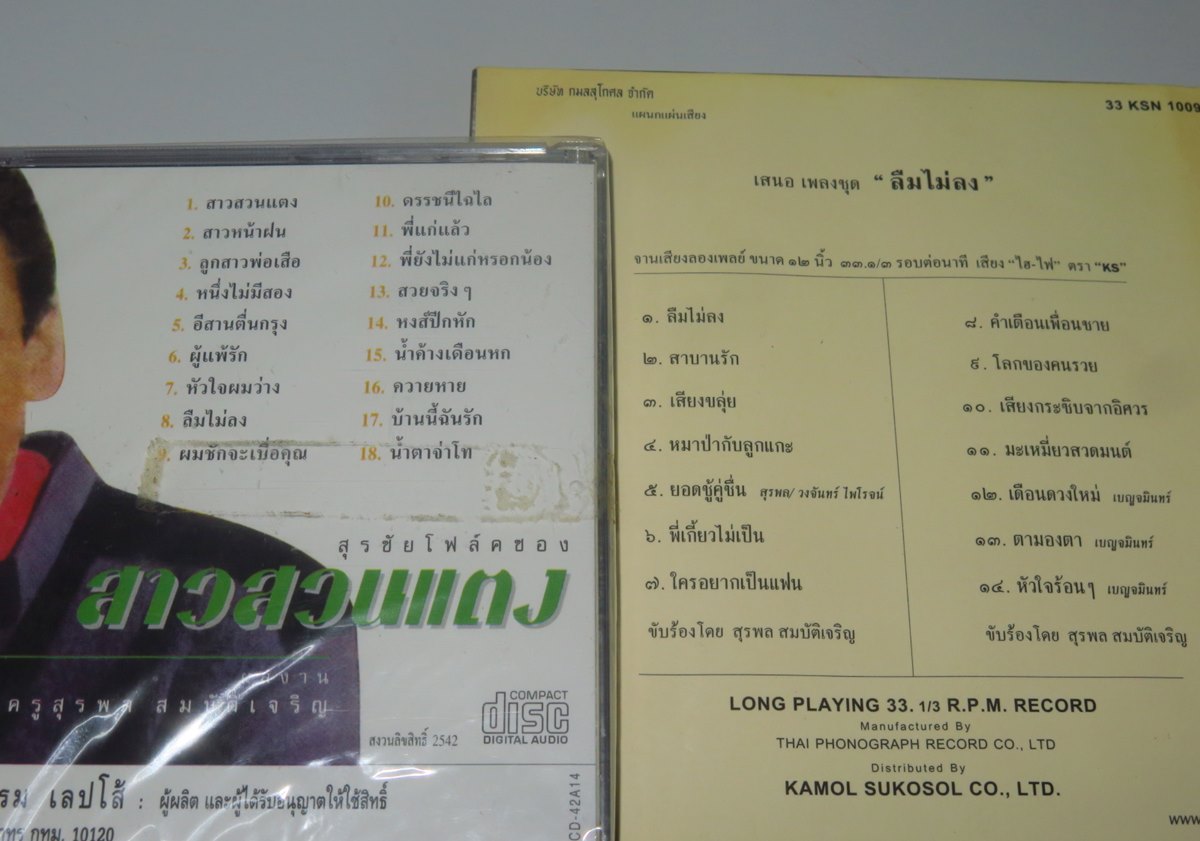 1. สาวสวนแตง
2. สาวหน้าฝน
3. ลูกสาวพ่อเสือ
4. หนึ่งไม่มีสอง
5. อีสานตื่นกรุง
6. ผู้แพ้รัก
7. หัวใจผมว่าง
8. ลืมไม่ลง
9. ผมชักจะเบื่อคุณ
10. ดรรชนีไฉไล
11. พี่แก่แล้ว
12. พี่ยังไม่แก่หรอกน้อง
13. สวยจริง ๆ
14. หงส์ปีกหัก
15. น้ำค้างเดือนหก
16. ควายหาย
17. บ้านนี้ฉันรัก
18. น้ำตาจ่าโท
สุรชัยโฟล์คซอง
สาวสวนแตง
ผลงาน
ครูสุรพล สมบัติเจริญ
COMPACT
disc
DIGITAL AUDIO
สงวนลิขสิทธิ์ 2542
เลปโส้ : ผู้ผลิต และผู้ได้รับอนุญาตให้ใช้สิทธิ์
กทม. 10120
CD-42A14
บริษัท กมลสุโกศล จำกัด
แผนกแผ่นเสียง
33 KSN 1009
เสนอ เพลงชุด “ ลืมไม่ลง ”
จานเสียงลองเพลย์ ขนาด ๑๒ นิ้ว ๓๓.๑/๓ รอบต่อนาที เสียง “ไฮ-ไฟ” ตรา “KS”
๑. ลืมไม่ลง
๒. สาบานรัก
๓. เสียงขลุ่ย
๔. หมาป่ากับลูกแกะ
๕. ยอดชู้คู่ชื่น สุรพล/ วงจันทร์ ไพโรจน์
๖. พี่เกี้ยวไม่เป็น
๗. ใครอยากเป็นแฟน
ขับร้องโดย สุรพล สมบัติเจริญ
๘. คำเตือนเพื่อนชาย
๙. โลกของคนรวย
๑๐. เสียงกระซิบจากอิศวร
๑๑. มะเหมี่ยวสวดมนต์
๑๒. เดือนดวงใหม่ เบญจมินทร์
๑๓. ตามองตา เบญจมินทร์
๑๔. หัวใจร้อนๆ เบญจมินทร์
ขับร้องโดย สุรพล สมบัติเจริญ
LONG PLAYING 33. 1/3 R.P.M. RECORD
Manufactured By
THAI PHONOGRAPH RECORD CO., LTD
Distributed By
KAMOL SUKOSOL CO., LTD.
www